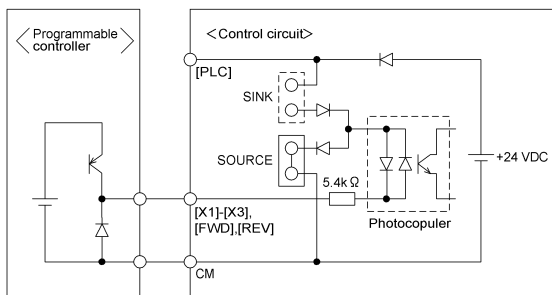 <Programmable
controller>
<Control circuit>
[PLC]
SINK
SOURCE
5.4k Ω
+24 VDC
[X1]-[X3],
[FWD],[REV]
Photocopuler
CM